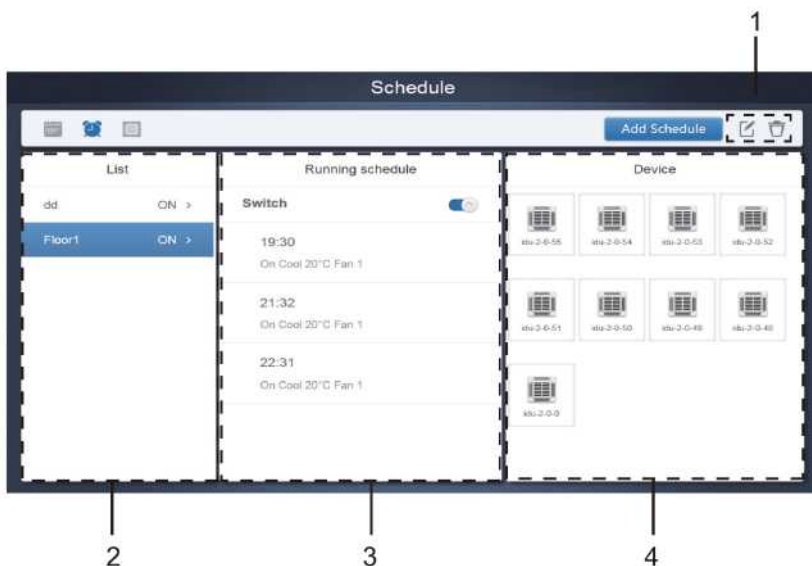 1
Schedule
Add Schedule
List
Running schedule
Device
dd ON >
Switch
Floor1 ON >
19:30
On Cool 20°C Fan 1
21:32
On Cool 20°C Fan 1
22:31
On Cool 20°C Fan 1
idu-2-0-55 idu-2-0-54 idu-2-0-53 idu-2-0-52
idu-2-0-51 idu-2-0-50 idu-2-0-49 idu-2-0-48
idu-2-0-0
2 3 4